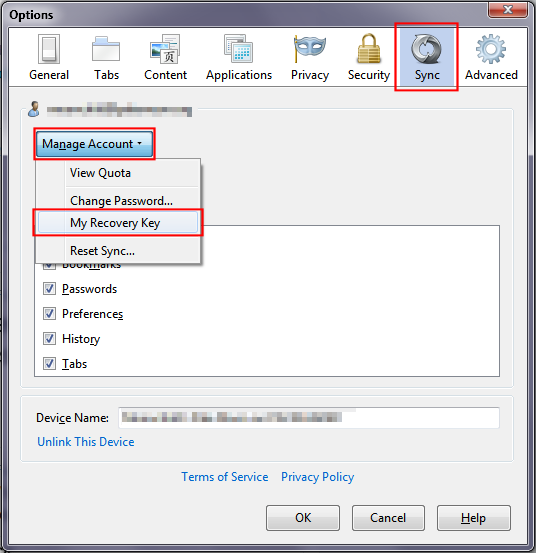 Options
General Tabs Content Applications Privacy Security Sync Advanced
Manage Account
View Quota
Change Password...
My Recovery Key
Reset Sync...
Bookmarks
Passwords
Preferences
History
Tabs
Device Name:
Unlink This Device
Terms of Service Privacy Policy
OK Cancel Help